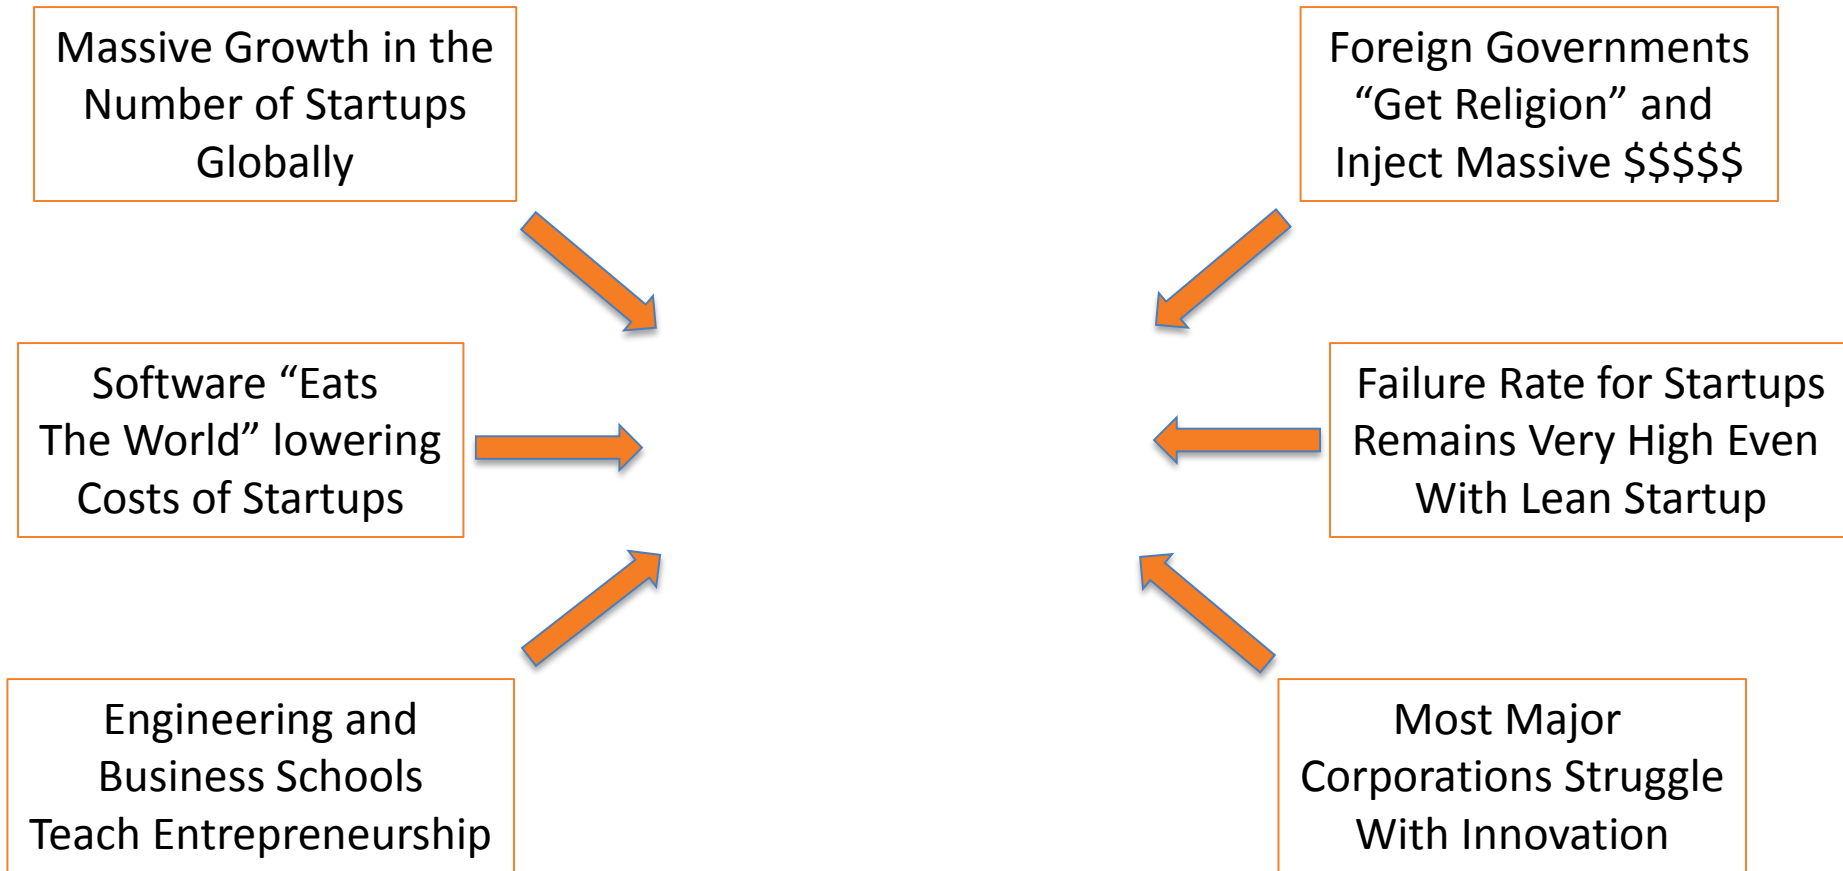 Massive Growth in the
Number of Startups
Globally
Foreign Governments
“Get Religion” and
Inject Massive $$$$$
Software “Eats
The World” lowering
Costs of Startups
Failure Rate for Startups
Remains Very High Even
With Lean Startup
Engineering and
Business Schools
Teach Entrepreneurship
Most Major
Corporations Struggle
With Innovation